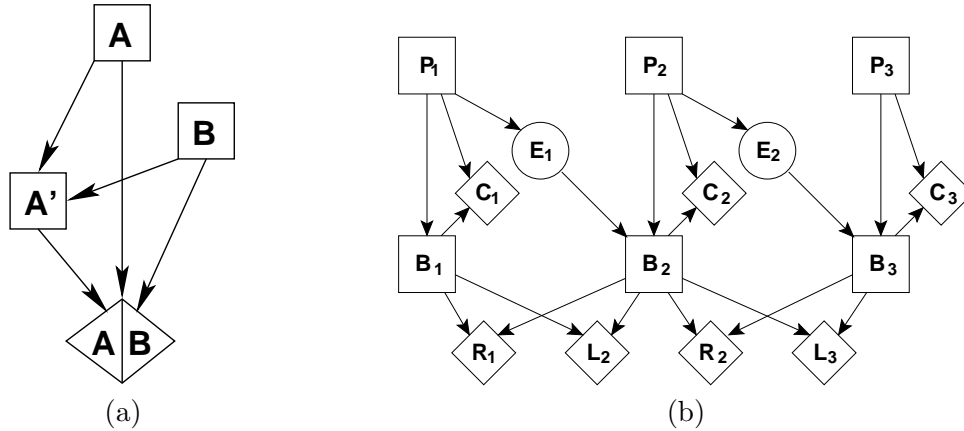 A
B
A'
A B
(a)
P1 P2 P3
E1 E2
C1 C2 C3
B1 B2 B3
R1 L2 R2 L3
(b)